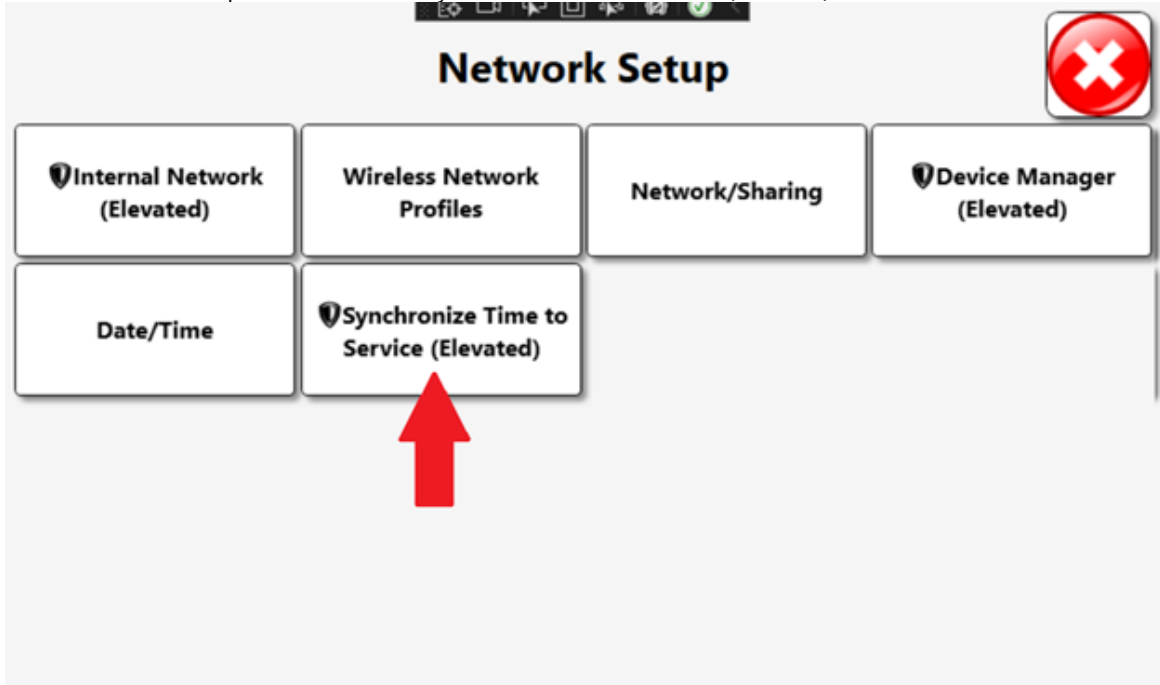 Network Setup
Internal Network
(Elevated)
Wireless Network
Profiles
Network/Sharing
Device Manager
(Elevated)
Date/Time
Synchronize Time to
Service (Elevated)